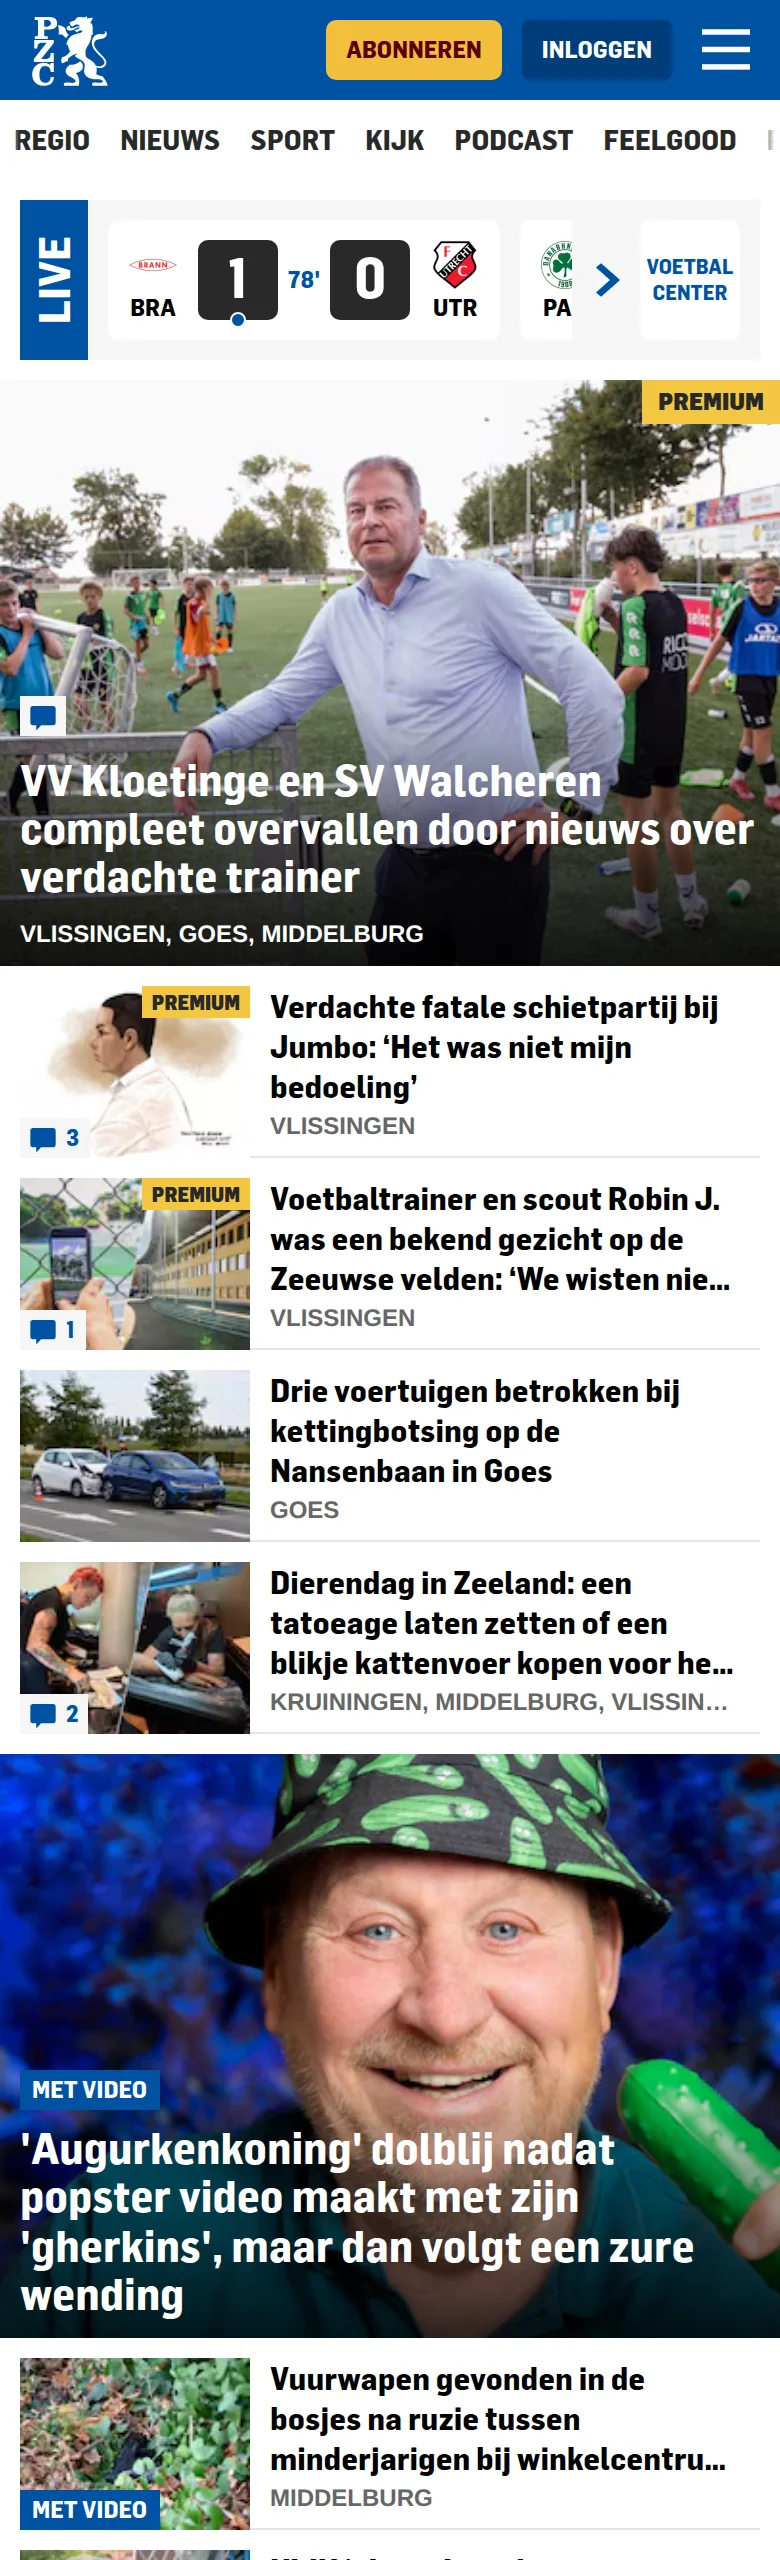 PZC
ABONNEREN
INLOGGEN
REGIO NIEUWS SPORT KIJK PODCAST FEELGOOD
LIVE
BRANN
BRA
1
78'
0
F UTRECHT C
UTR
PA
VOETBAL
CENTER
PREMIUM
VV Kloetinge en SV Walcheren
compleet overvallen door nieuws over
verdachte trainer
VLISSINGEN, GOES, MIDDELBURG
PREMIUM
3
Verdachte fatale schietpartij bij
Jumbo: ‘Het was niet mijn
bedoeling’
VLISSINGEN
PREMIUM
1
Voetbaltrainer en scout Robin J.
was een bekend gezicht op de
Zeeuwse velden: ‘We wisten nie...
VLISSINGEN
Drie voertuigen betrokken bij
kettingbotsing op de
Nansenbaan in Goes
GOES
2
Dierendag in Zeeland: een
tatoeage laten zetten of een
blikje kattenvoer kopen voor he...
KRUININGEN, MIDDELBURG, VLISSIN...
MET VIDEO
'Augurkenkoning' dolblij nadat
popster video maakt met zijn
'gherkins', maar dan volgt een zure
wending
MET VIDEO
Vuurwapen gevonden in de
bosjes na ruzie tussen
minderjarigen bij winkelcentru...
MIDDELBURG